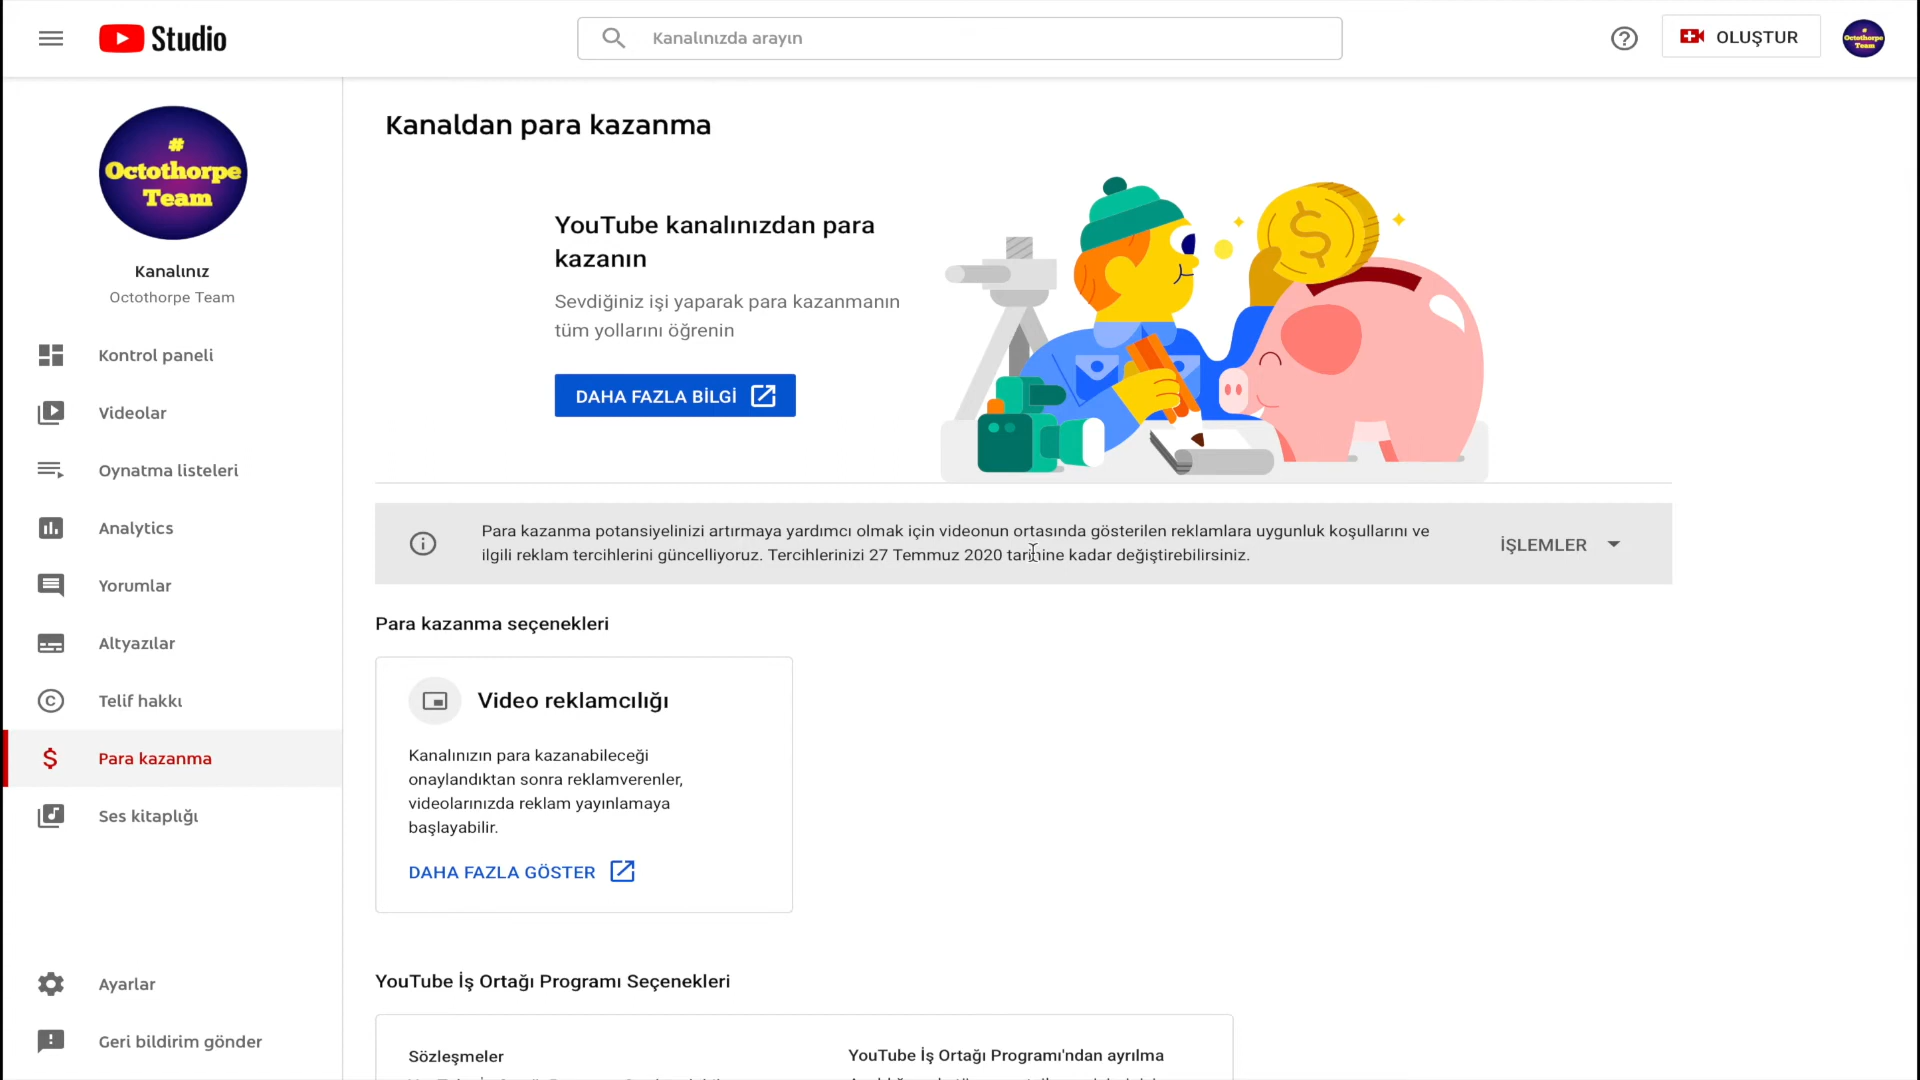 Studio
Kanalınızda arayın
OLUŞTUR
Octothorpe
Team
#
Octothorpe
Team
Kanalınız
Octothorpe Team
Kontrol paneli
Videolar
Oynatma listeleri
Analytics
Yorumlar
Altyazılar
Telif hakkı
Para kazanma
Ses kitaplığı
Ayarlar
Geri bildirim gönder
Kanaldan para kazanma
YouTube kanalınızdan para
kazanın
Sevdiğiniz işi yaparak para kazanmanın
tüm yollarını öğrenin
DAHA FAZLA BİLGİ
Para kazanma potansiyelinizi artırmaya yardımcı olmak için videonun ortasında gösterilen reklamlara uygunluk koşullarını ve
ilgili reklam tercihlerini güncelliyoruz. Tercihlerinizi 27 Temmuz 2020 tarihine kadar değiştirebilirsiniz.
İŞLEMLER
Para kazanma seçenekleri
Video reklamcılığı
Kanalınızın para kazanabileceği
onaylandıktan sonra reklamverenler,
videolarınızda reklam yayınlamaya
başlayabilir.
DAHA FAZLA GÖSTER
YouTube İş Ortağı Programı Seçenekleri
Sözleşmeler
YouTube İş Ortağı Programı'ndan ayrılma